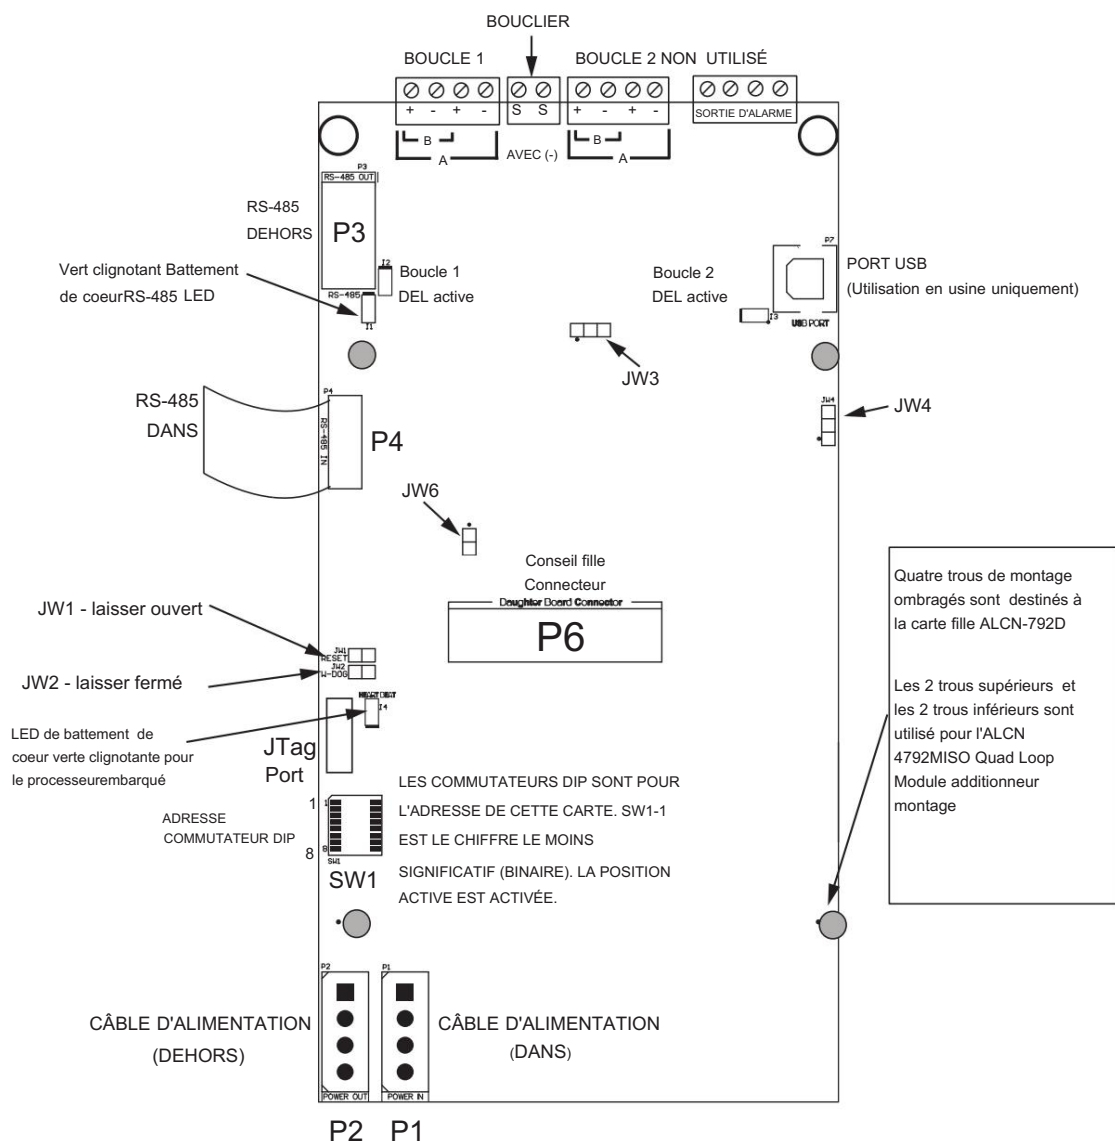 BOUCLIER
BOUCLE 1
BOUCLE 2 NON UTILISÉ
+ - + -
S S
+ - + -
SORTIE D'ALARME
B
A
AVEC (-)
B
A
P3
RS-485 OUT
RS-485
DEHORS
P3
P7
PORT USB
(Utilisation en usine uniquement)
Vert clignotant Battement
de coeurRS-485 LED
I2
Boucle 1
DEL active
Boucle 2
DEL active
RS-485
I1
I3
USB PORT
JW3
RS-485
DANS
P4
RS-485 IN
P4
JW4
JW4
JW6
Conseil fille
Connecteur
Daughter Board Connector
P6
Quatre trous de montage
ombragés sont destinés à
la carte fille ALCN-792D
Les 2 trous supérieurs et
les 2 trous inférieurs sont
utilisé pour l'ALCN
4792MISO Quad Loop
Module additionneur
montage
JW1 - laisser ouvert
JW1
RESET
JW2 - laisser fermé
JW2
W-DOG
HEART BEAT
I4
LED de battement de
coeur verte clignotante pour
le processeurembarqué
JTag
Port
LES COMMUTATEURS DIP SONT POUR
L'ADRESSE DE CETTE CARTE. SW1-1
EST LE CHIFFRE LE MOINS
SIGNIFICATIF (BINAIRE). LA POSITION
ACTIVE EST ACTIVÉE.
ADRESSE
COMMUTATEUR DIP
1
1
8
8
SW1
SW1
P2
P1
CÂBLE D'ALIMENTATION
(DEHORS)
CÂBLE D'ALIMENTATION
(DANS)
POWER OUT
POWER IN
P2
P1